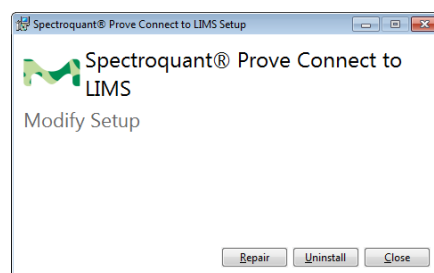 Spectroquant® Prove Connect to LIMS Setup
Spectroquant® Prove Connect to
LIMS
Modify Setup
Repair Uninstall Close